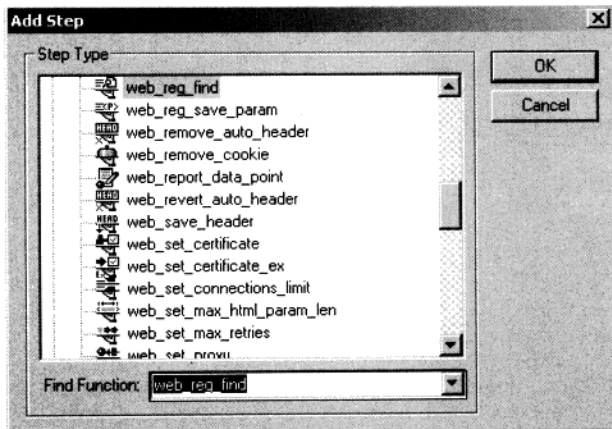 Add Step
Step Type
web_reg_find
web_reg_save_param
web_remove_auto_header
web_remove_cookie
web_report_data_point
web_revert_auto_header
web_save_header
web_set_certificate
web_set_certificate_ex
web_set_connections_limit
web_set_max_html_param_len
web_set_max_retries
web_set_proxy
Find Function: web_reg_find
OK
Cancel